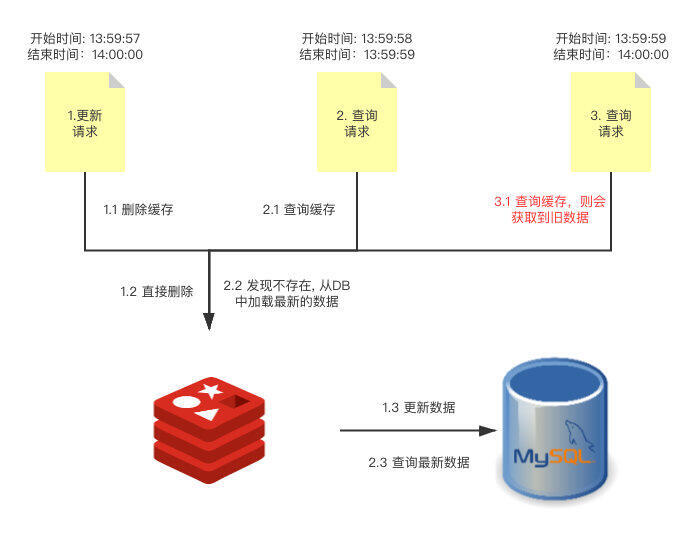 开始时间: 13:59:57
结束时间：14:00:00
开始时间: 13:59:58
结束时间：13:59:59
开始时间: 13:59:59
结束时间：14:00:00
1.更新
请求
2. 查询
请求
3. 查询
请求
1.1 删除缓存
2.1 查询缓存
3.1 查询缓存，则会
获取到旧数据
1.2 直接删除
2.2 发现不存在, 从DB
中加载最新的数据
1.3 更新数据
2.3 查询最新数据
MySQL